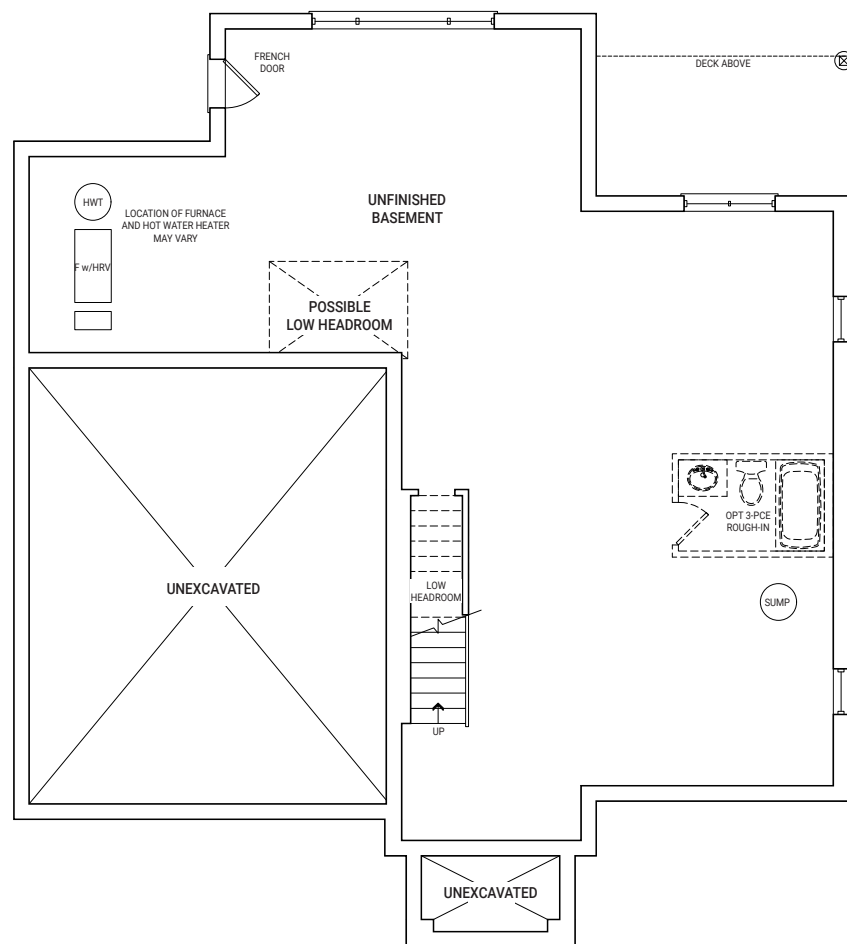 FRENCH
DOOR
DECK ABOVE
HWT
LOCATION OF FURNACE
AND HOT WATER HEATER
MAY VARY
UNFINISHED
BASEMENT
F w/HRV
POSSIBLE
LOW HEADROOM
OPT 3-PCE
ROUGH-IN
UNEXCAVATED
LOW
HEADROOM
SUMP
UP
UNEXCAVATED